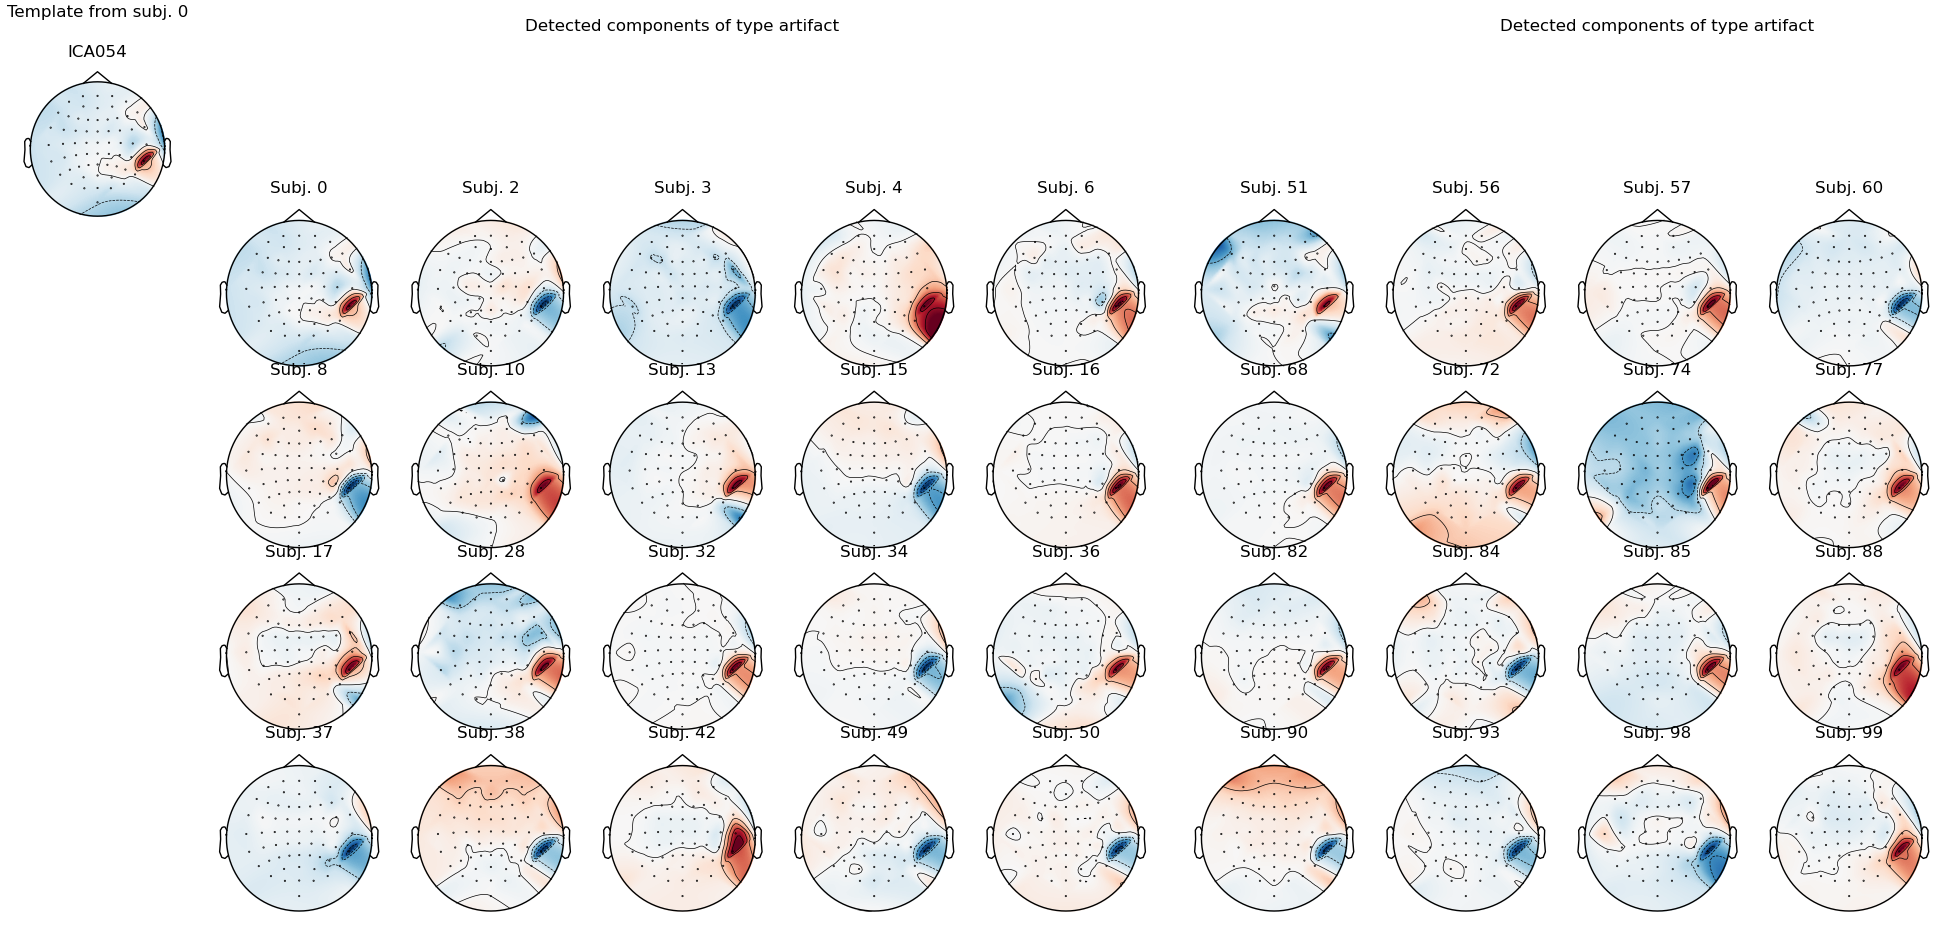 Template from subj. 0
Detected components of type artifact
Detected components of type artifact
ICA054
Subj. 0 Subj. 2 Subj. 3 Subj. 4 Subj. 6 Subj. 51 Subj. 56 Subj. 57 Subj. 60
Subj. 8 Subj. 10 Subj. 13 Subj. 15 Subj. 16 Subj. 68 Subj. 72 Subj. 74 Subj. 77
Subj. 17 Subj. 28 Subj. 32 Subj. 34 Subj. 36 Subj. 82 Subj. 84 Subj. 85 Subj. 88
Subj. 37 Subj. 38 Subj. 42 Subj. 49 Subj. 50 Subj. 90 Subj. 93 Subj. 98 Subj. 99